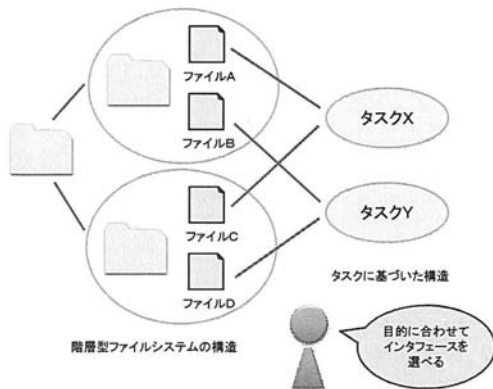 ファイルA
ファイルB
ファイルC
ファイルD
タスクX
タスクY
タスクに基づいた構造
階層型ファイルシステムの構造
目的に合わせて
インタフェースを
選べる